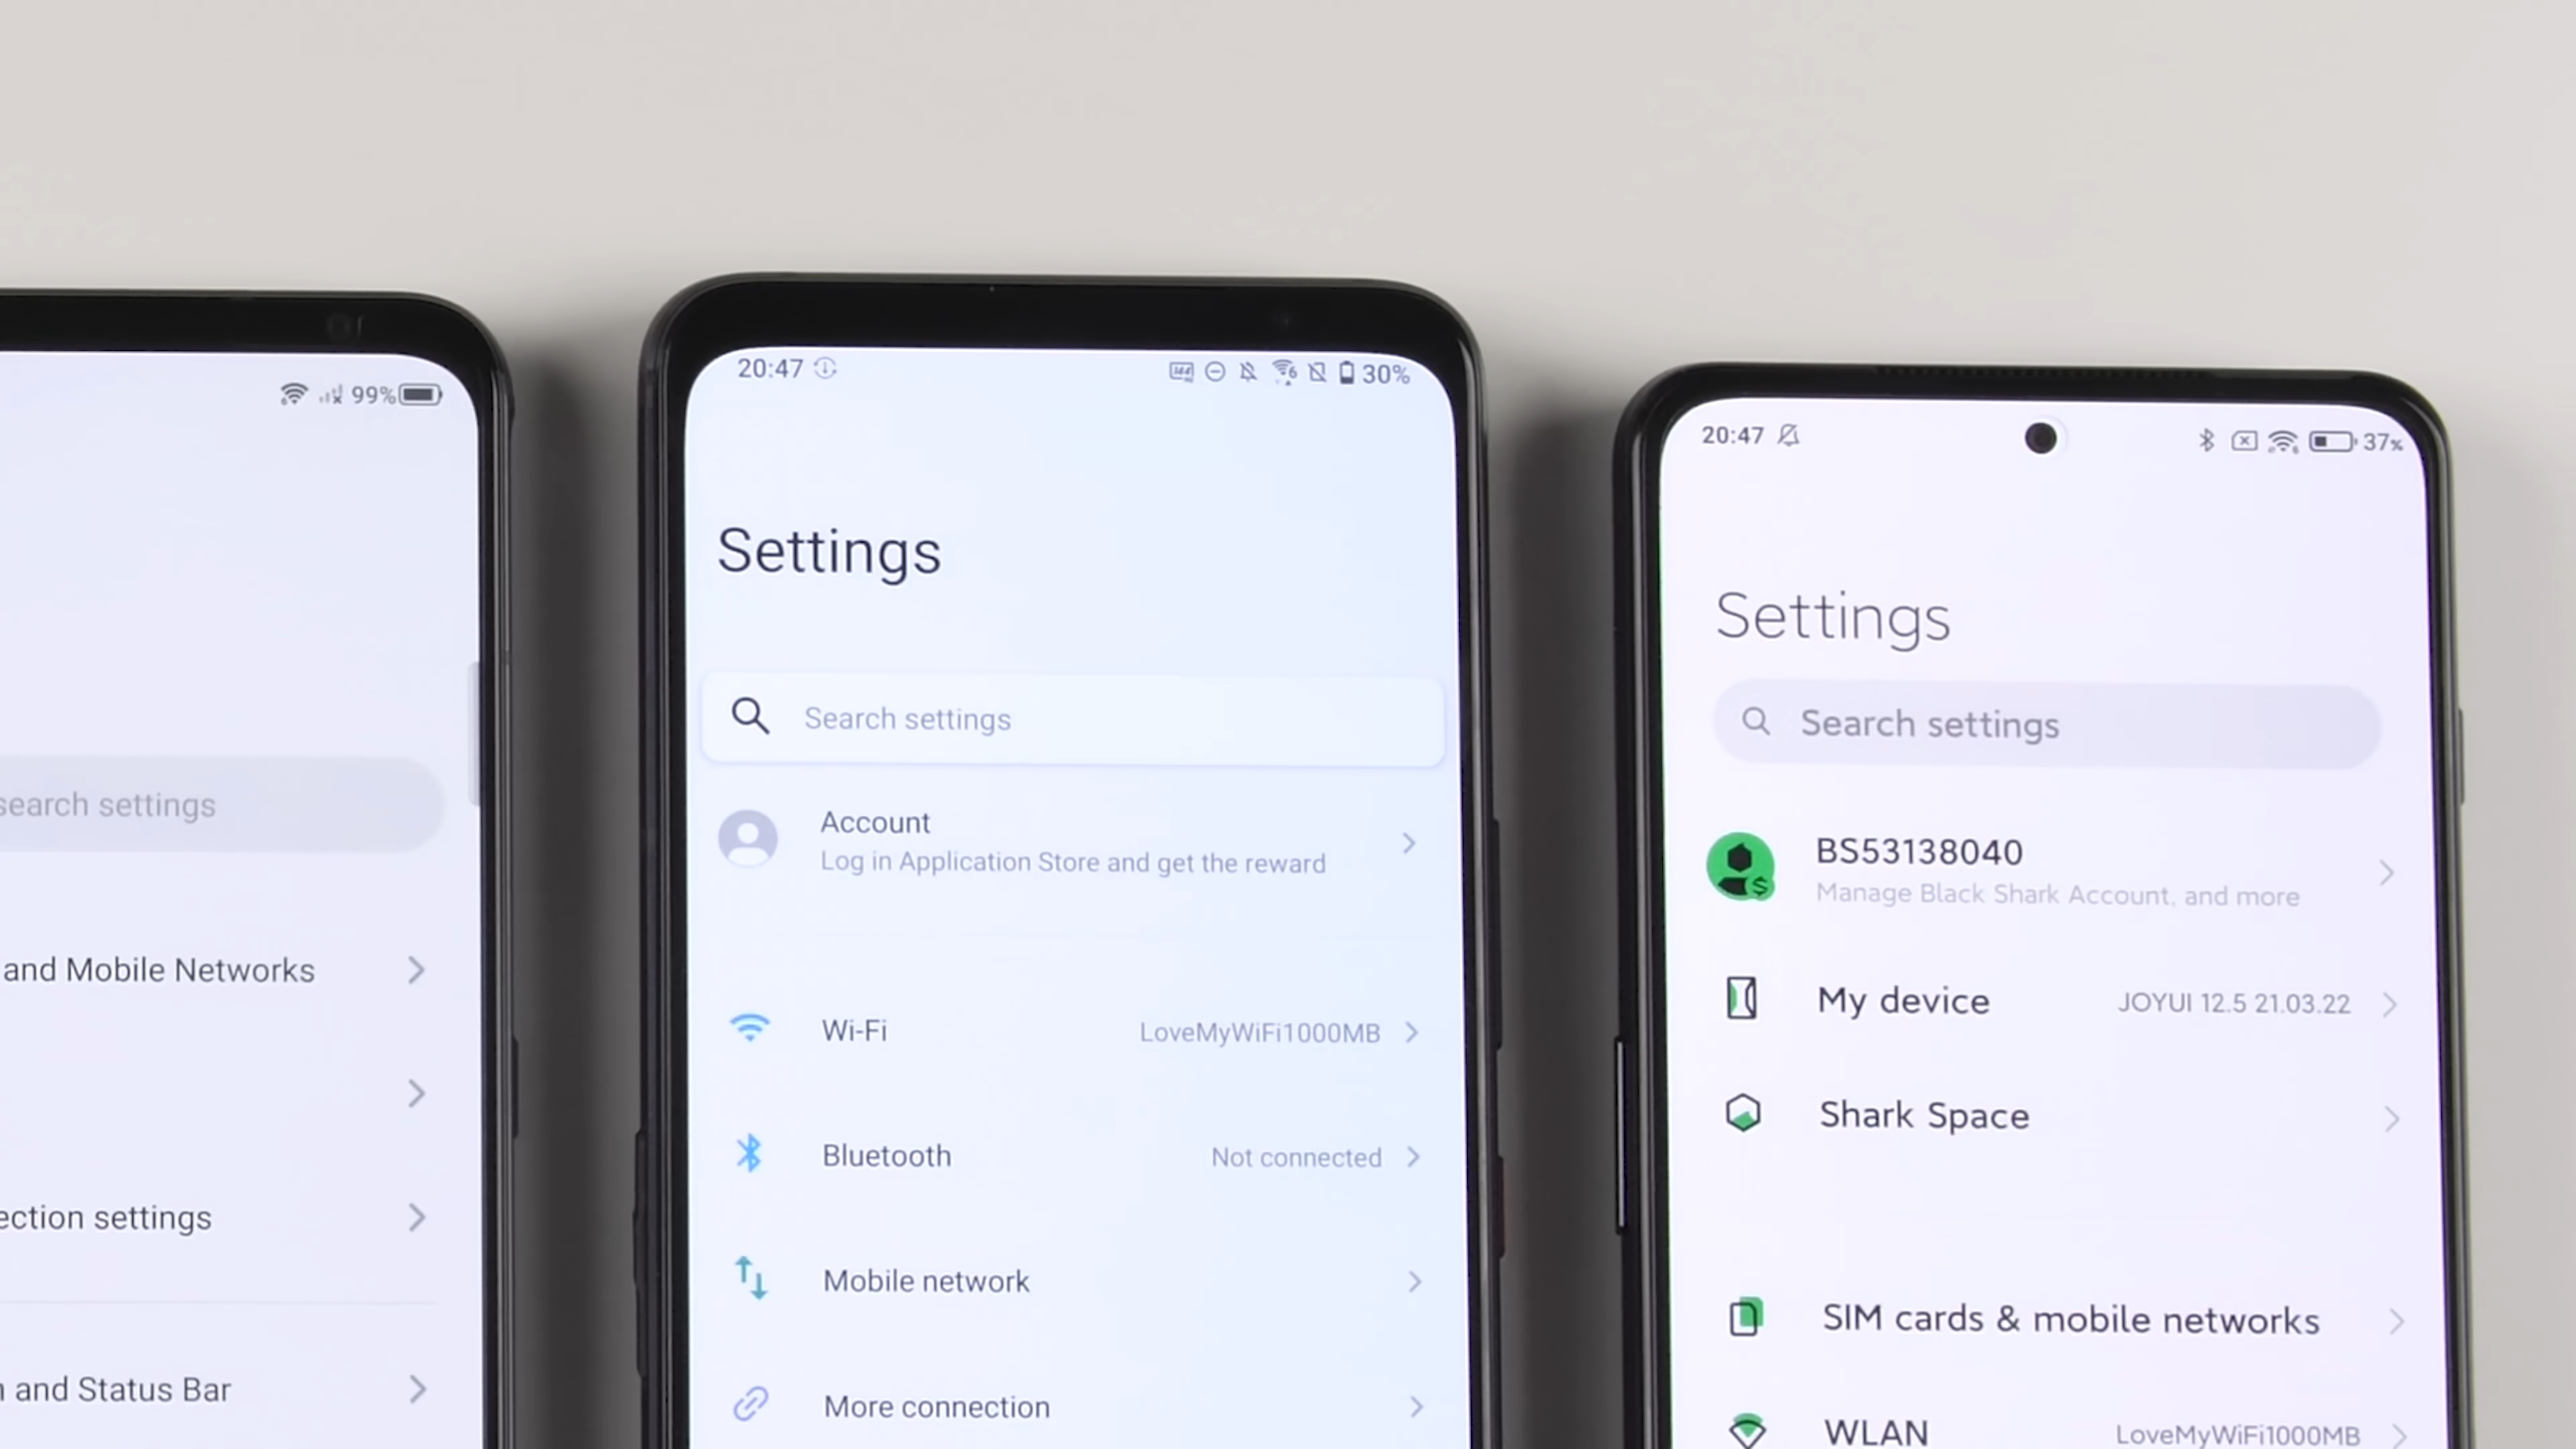 99%
search settings
and Mobile Networks
ection settings
and Status Bar
20:47
144
6
30%
Settings
Search settings
Account
Log in Application Store and get the reward
Wi-Fi
LoveMyWiFi1000MB
Bluetooth
Not connected
Mobile network
More connection
20:47
37%
Settings
Search settings
BS53138040
Manage Black Shark Account, and more
My device
JOYUI 12.5 21.03.22
Shark Space
SIM cards & mobile networks
WLAN
LoveMyWiFi1000MB